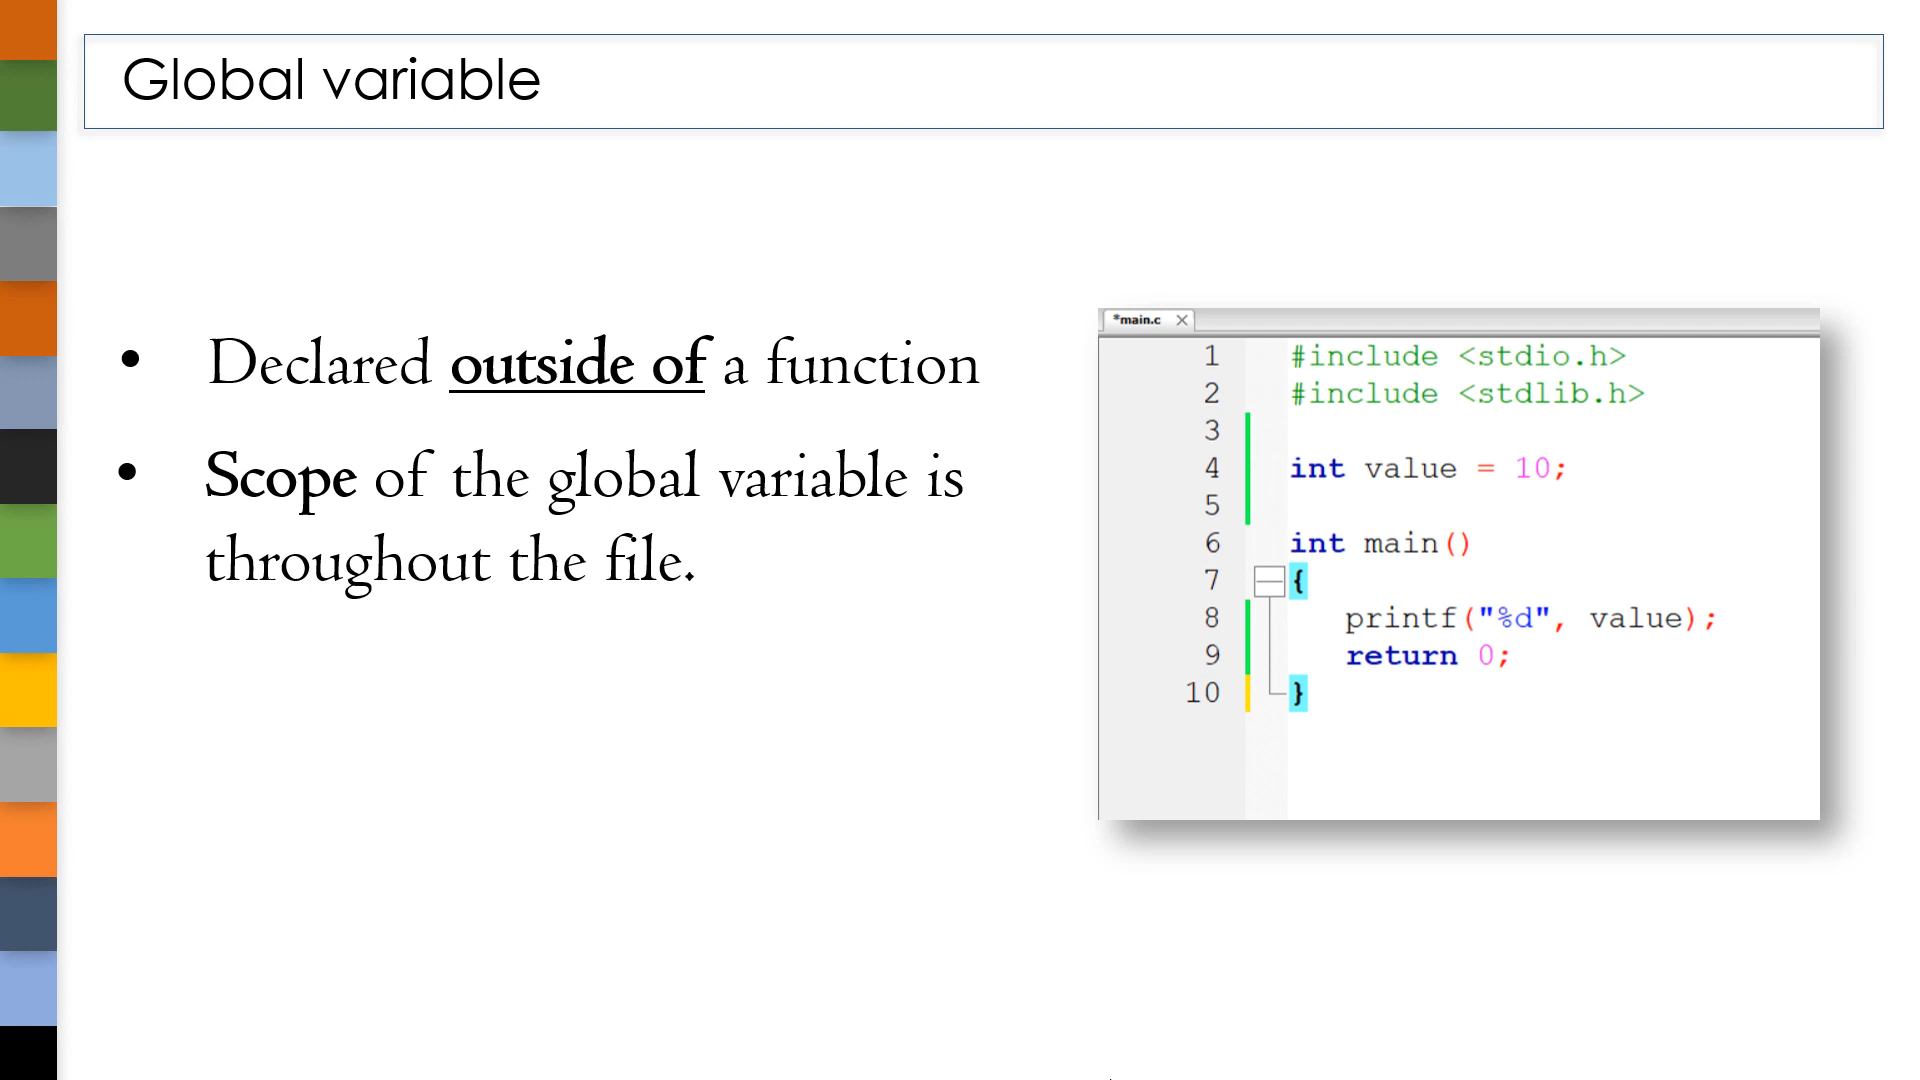 Global variable
• Declared outside of a function
• Scope of the global variable is
throughout the file.
*main.c
1 #include <stdio.h>
2 #include <stdlib.h>
3
4 int value = 10;
5
6 int main()
7 {
8 printf("%d", value);
9 return 0;
10 }